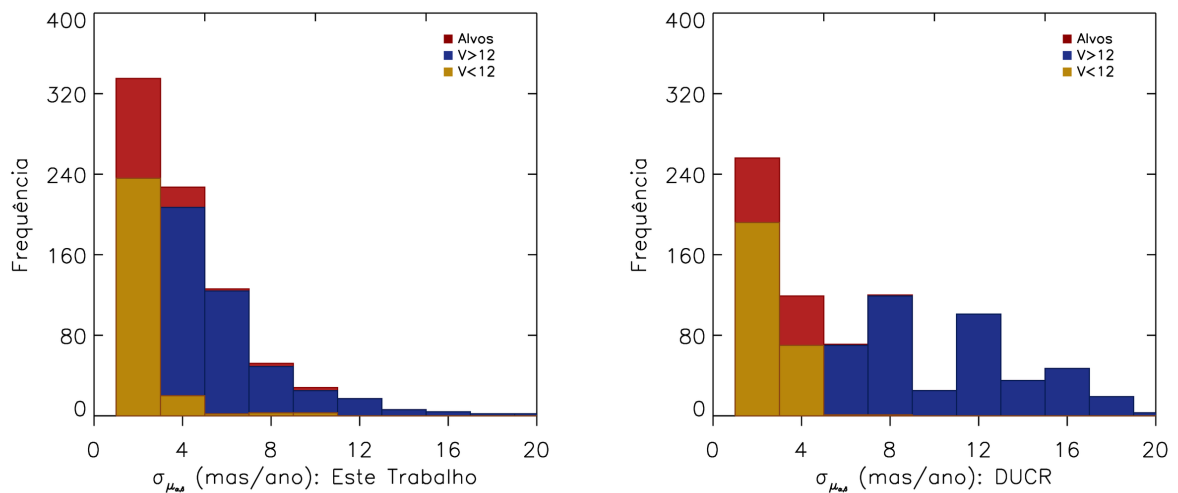 400
320
240
160
80
0
Frequência
Alvos
V>12
V<12
0 4 8 12 16 20
σμα,δ (mas/ano): Este Trabalho
400
320
240
160
80
0
Frequência
Alvos
V>12
V<12
0 4 8 12 16 20
σμα,δ (mas/ano): DUCR